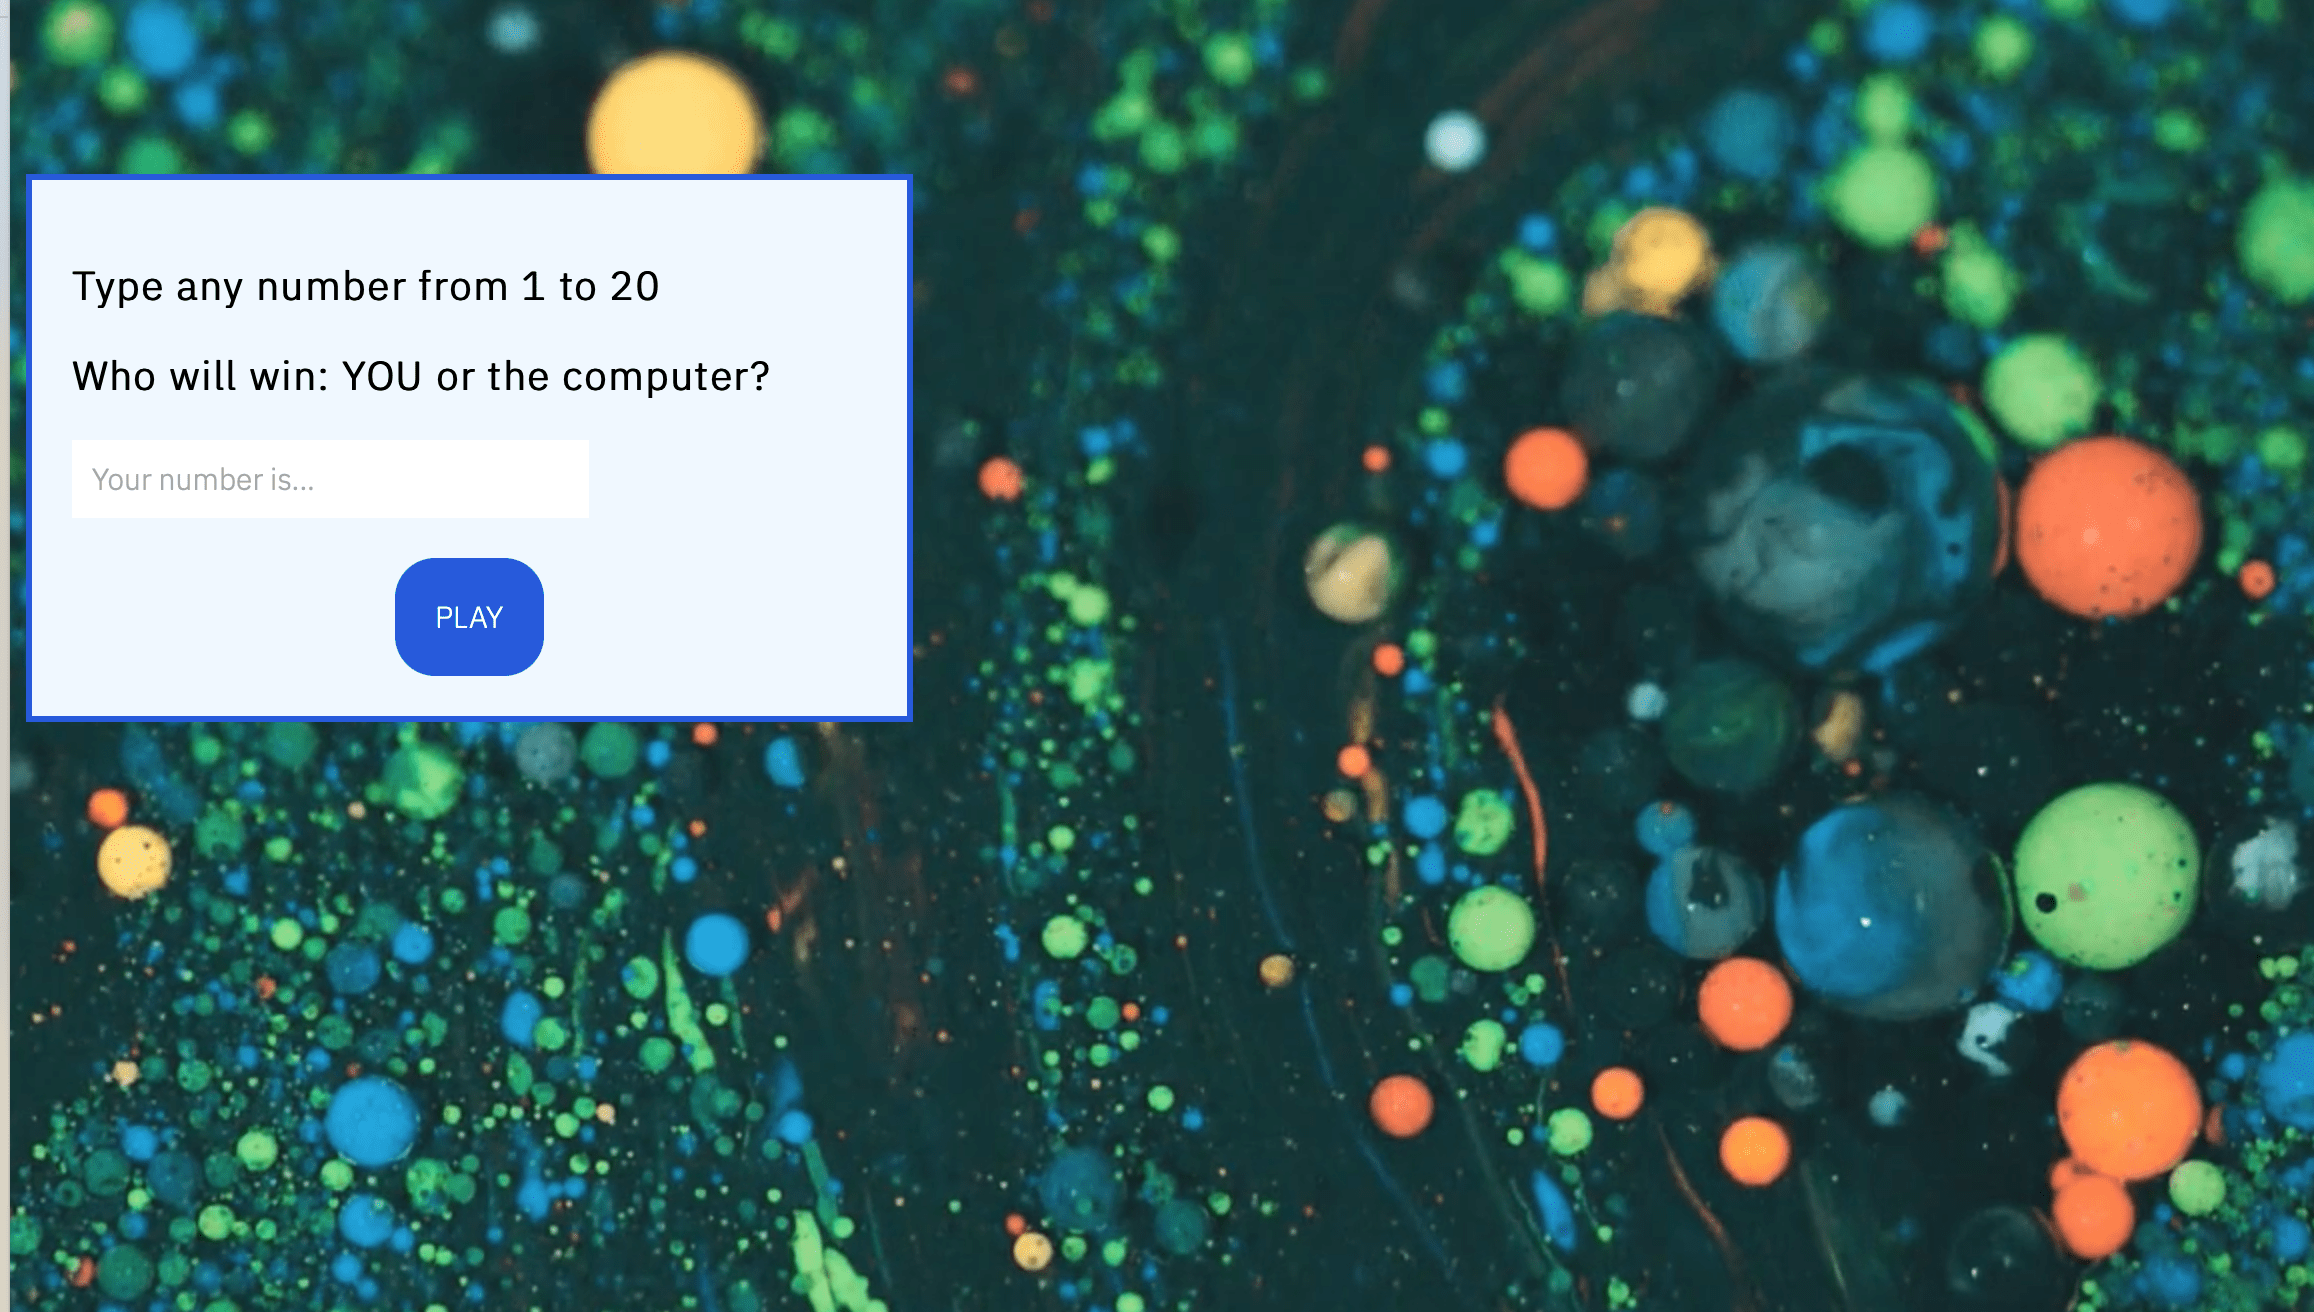 Type any number from 1 to 20
Who will win: YOU or the computer?
Your number is...
PLAY